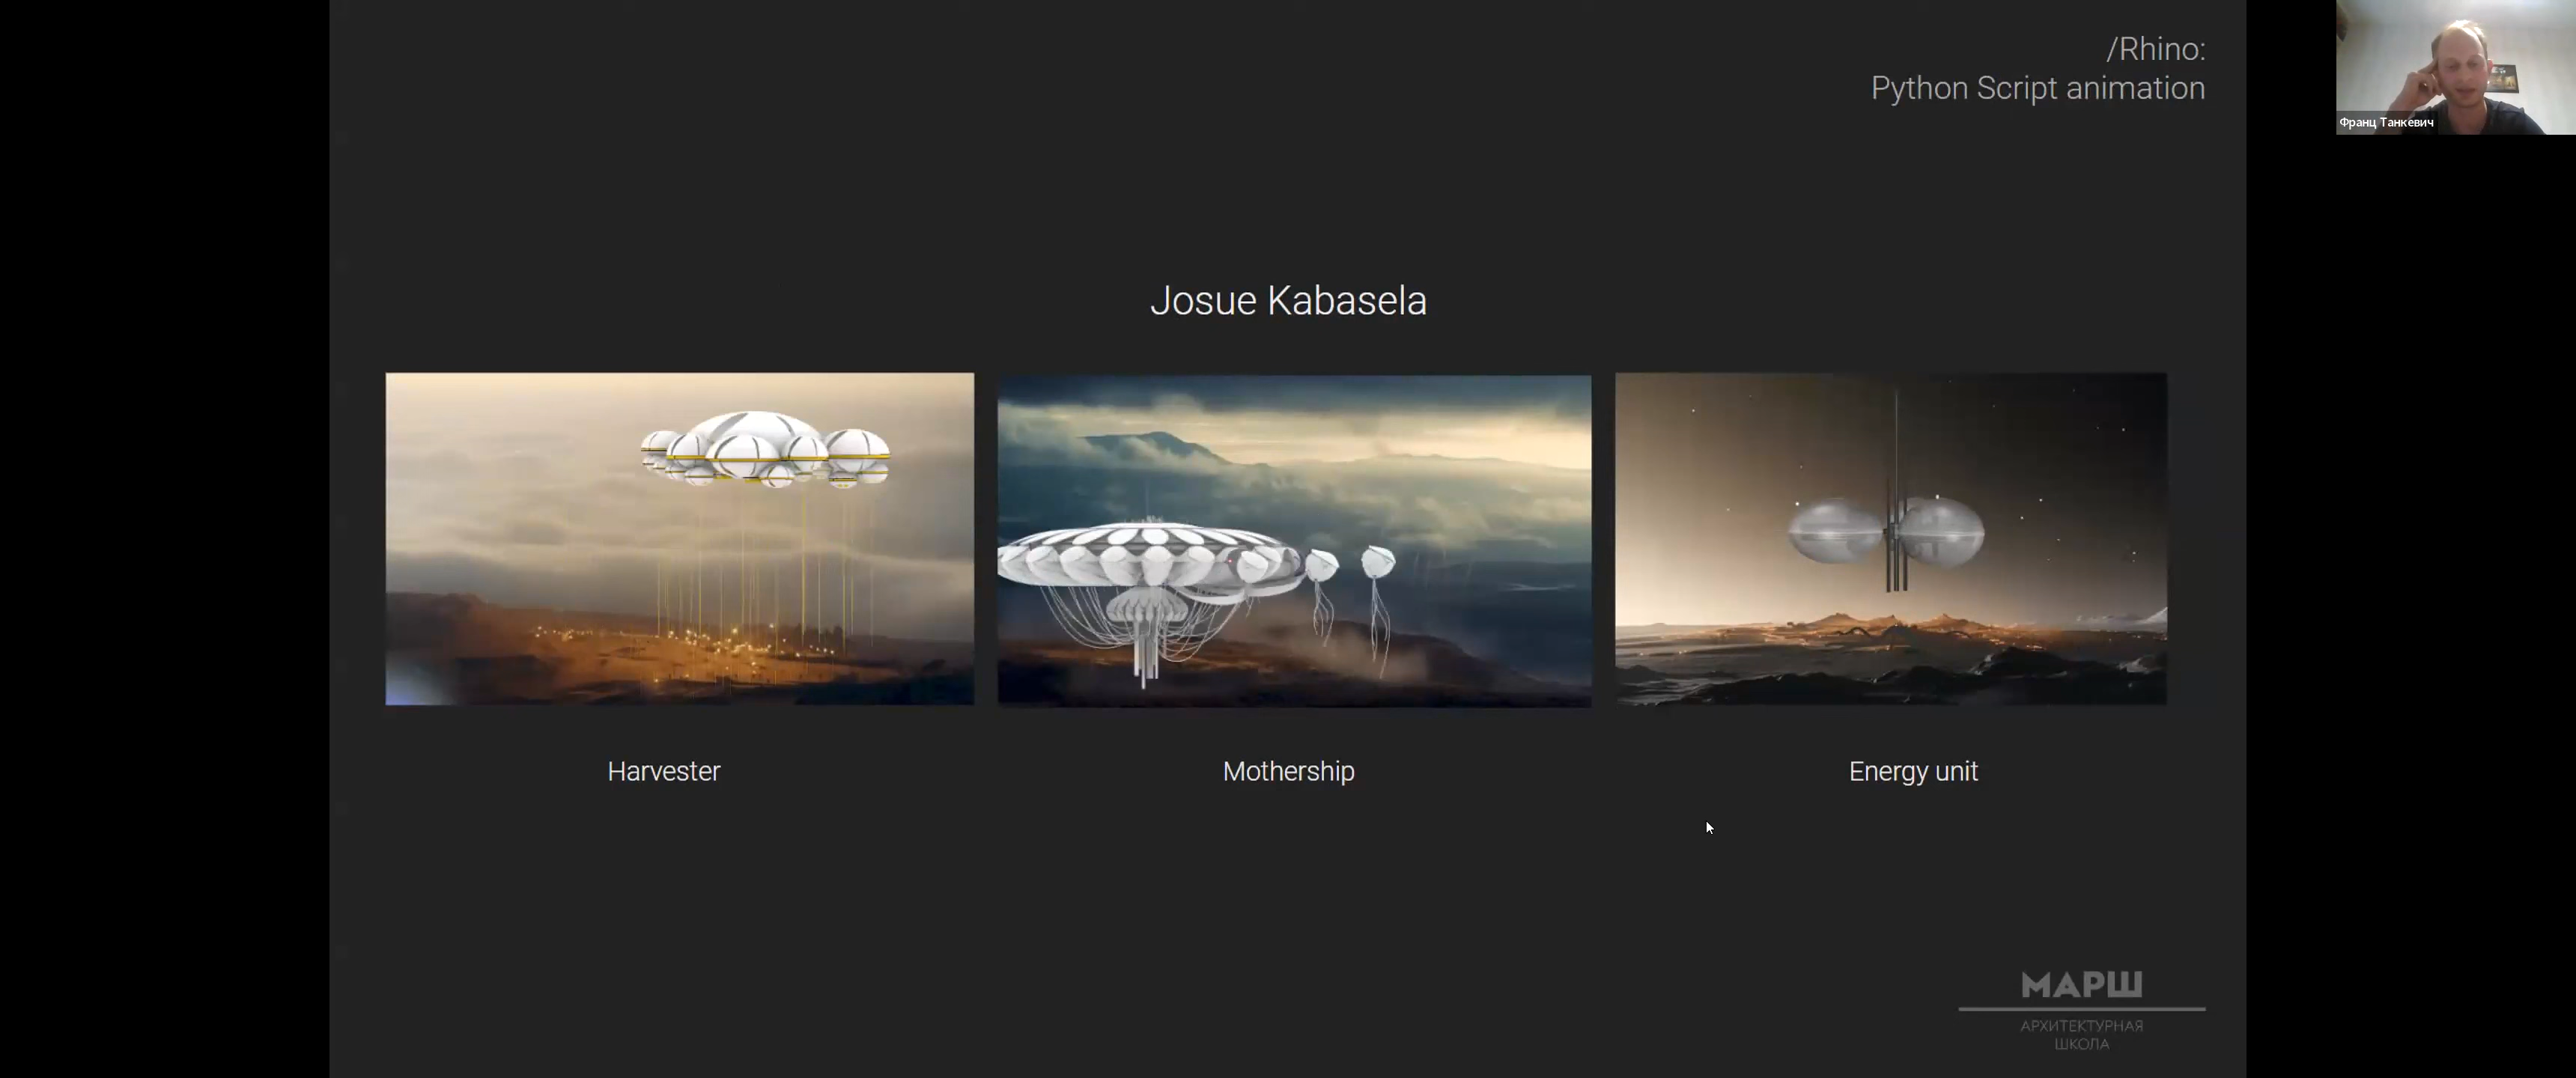 /Rhino:
Python Script animation
Франц Танкевич
Josue Kabasela
Harvester
Mothership
Energy unit
МАРШ
АРХИТЕКТУРНАЯ
ШКОЛА